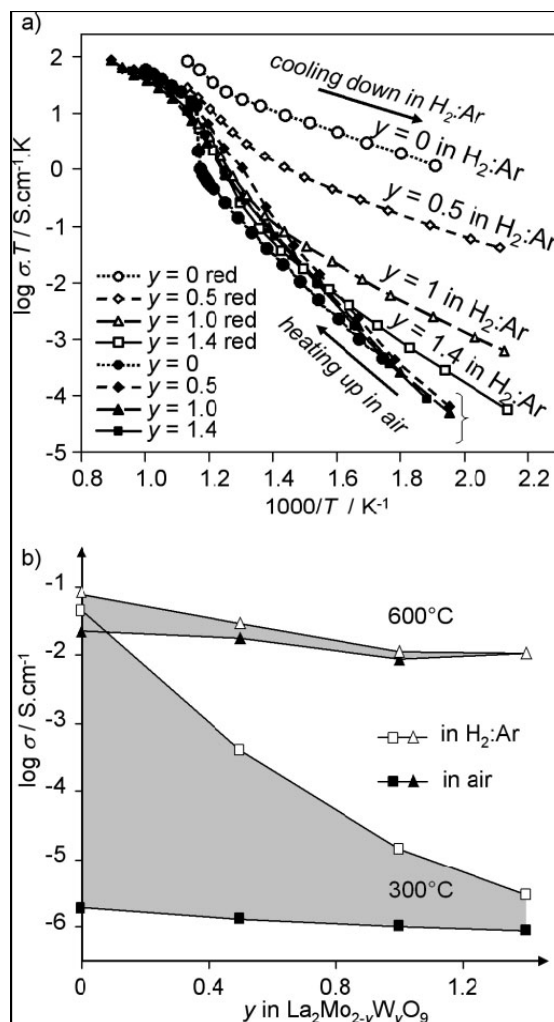 a)
log σ.T / S.cm⁻¹.K
2
1
0
-1
-2
-3
-4
-5
cooling down in H₂:Ar
y = 0 in H₂:Ar
y = 0.5 in H₂:Ar
y = 1 in H₂:Ar
y = 1.4 in H₂:Ar
heating up in air
y = 0 red
y = 0.5 red
y = 1.0 red
y = 1.4 red
y = 0
y = 0.5
y = 1.0
y = 1.4
0.8 1.0 1.2 1.4 1.6 1.8 2.0 2.2
1000/T / K⁻¹
b)
log σ / S.cm⁻¹
-1
-2
-3
-4
-5
-6
600°C
in H₂:Ar
in air
300°C
0 0.4 0.8 1.2
y in La₂Mo₂₋yWyO₉